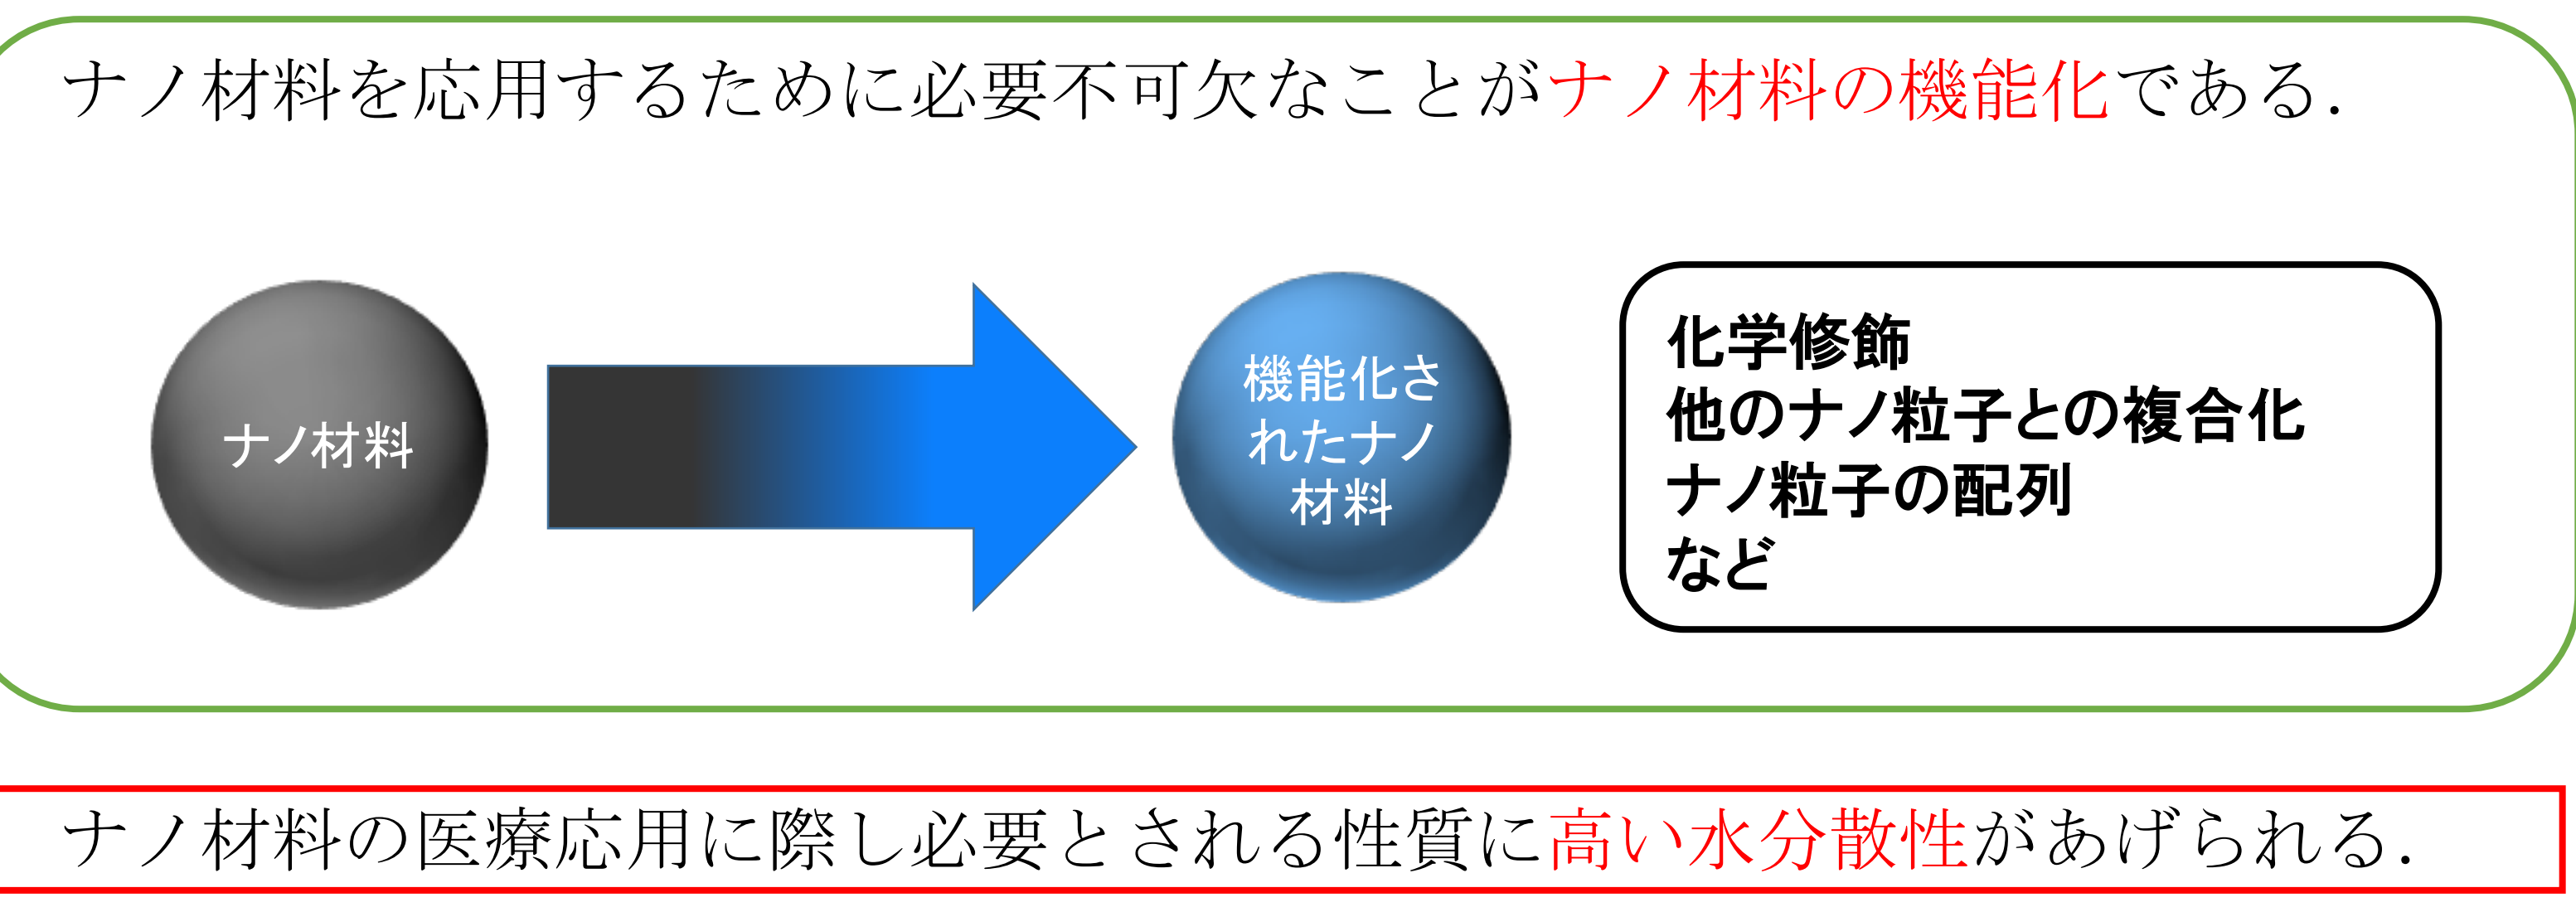 ナノ材料を応用するために必要不可欠なことがナノ材料の機能化である.
ナノ材料
機能化さ
れたナノ
材料
化学修飾
他のナノ粒子との複合化
ナノ粒子の配列
など
ナノ材料の医療応用に際し必要とされる性質に高い水分散性があげられる.